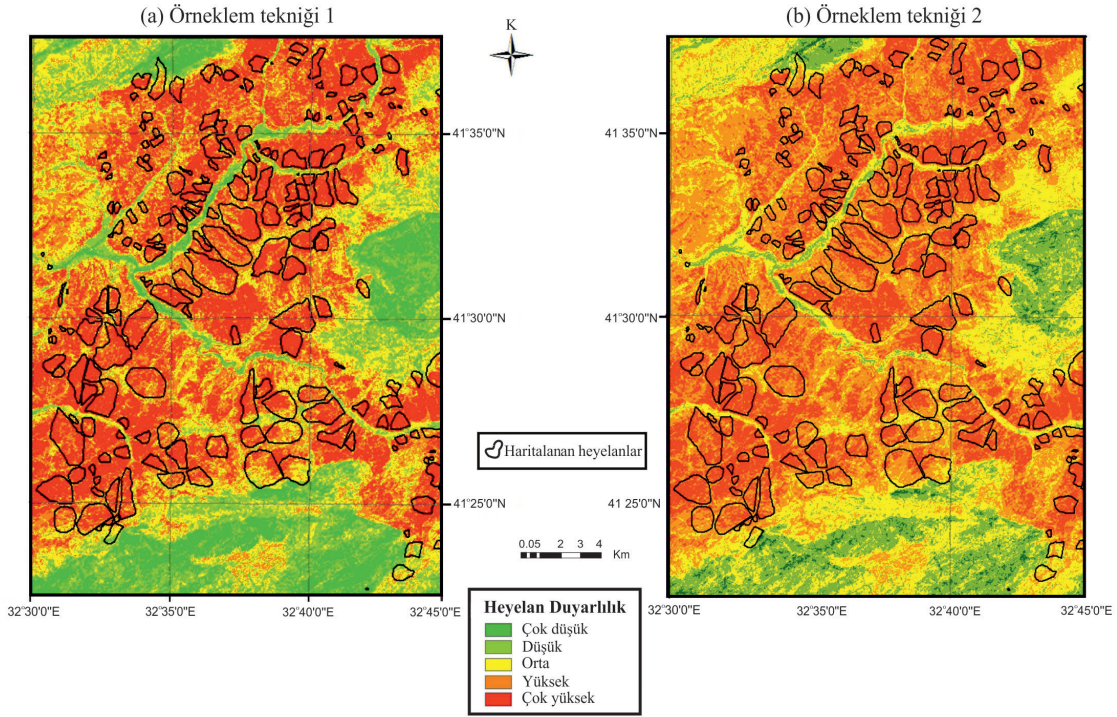 (a) Örneklem tekniği 1
(b) Örneklem tekniği 2
K
41°35'0"N
41°35'0"N
41°30'0"N
41°30'0"N
Haritalanan heyelanlar
41°25'0"N
41 25'0"N
0.05 1 2 3 4
Km
32°30'0"E
32°35'0"E
32°40'0"E
32°45'0"E
32°30'0"E
32°35'0"E
32°40'0"E
32°45'0"E
Heyelan Duyarlılık
Çok düşük
Düşük
Orta
Yüksek
Çok yüksek